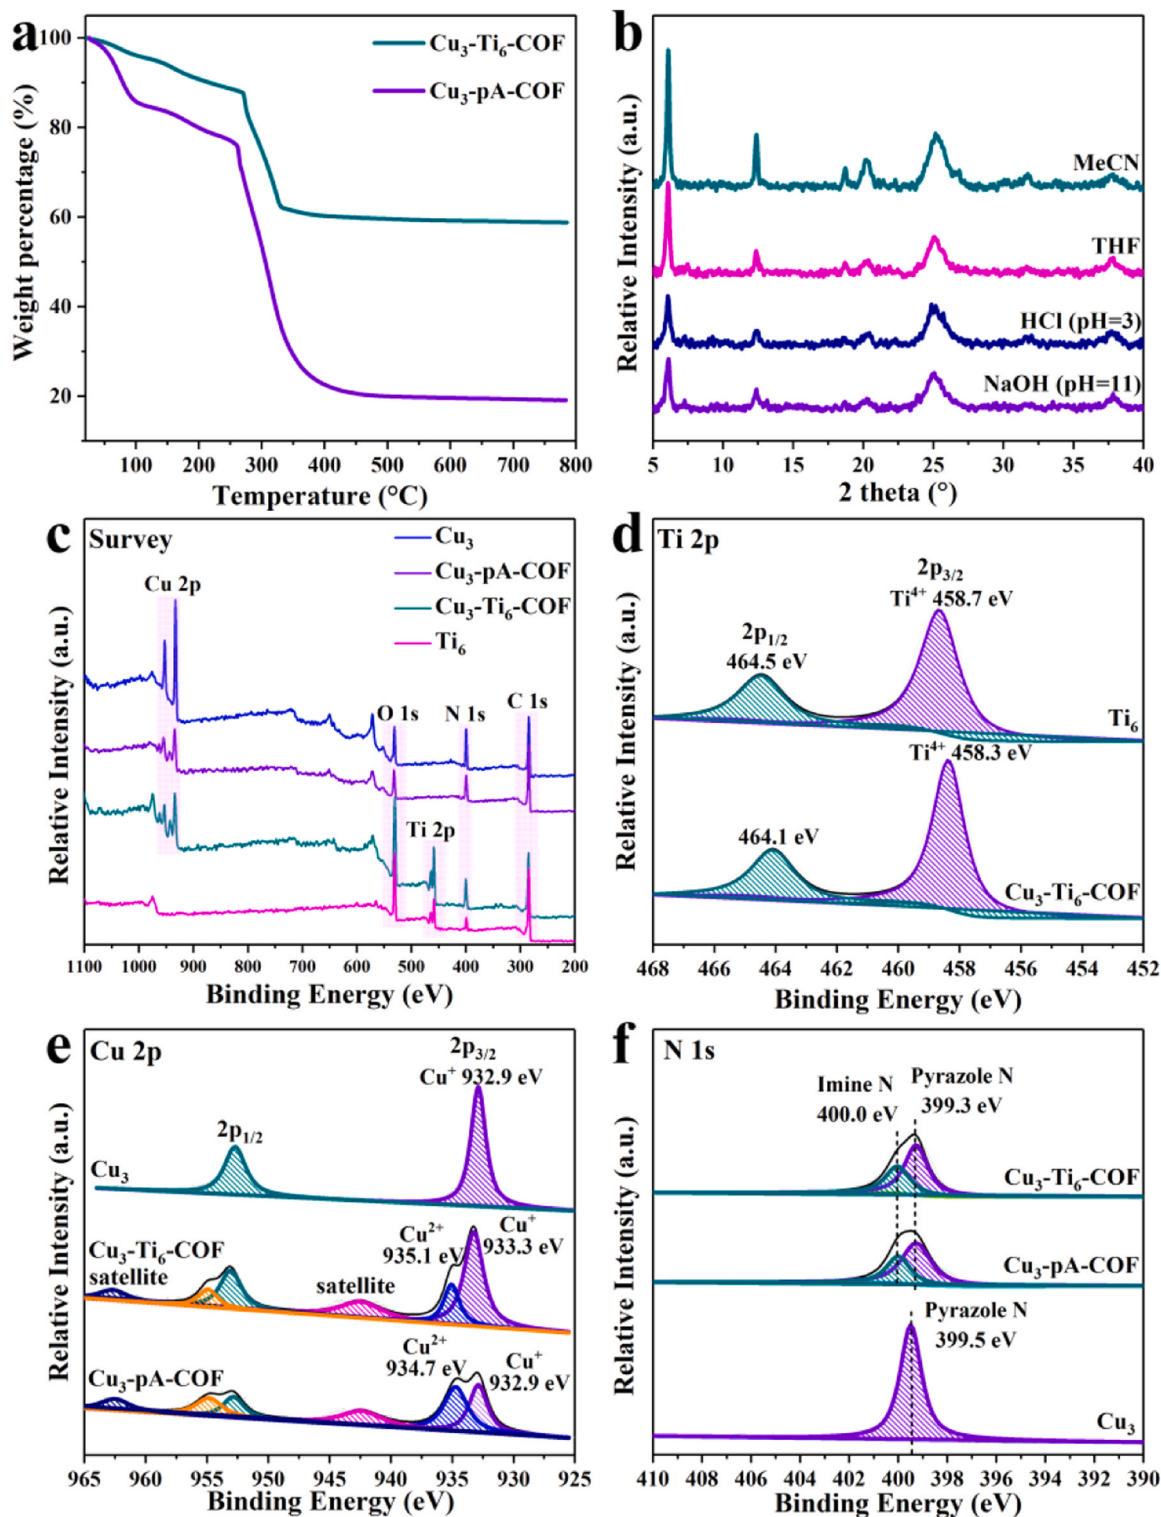 a
Cu₃-Ti₆-COF
Cu₃-pA-COF
100
80
60
40
20
Weight percentage (%)
100 200 300 400 500 600 700 800
Temperature (°C)
b
MeCN
THF
HCl (pH=3)
NaOH (pH=11)
Relative Intensity (a.u.)
5 10 15 20 25 30 35 40
2 theta (°)
c
Survey
Cu₃
Cu₃-pA-COF
Cu₃-Ti₆-COF
Ti₆
Cu 2p
O 1s
N 1s
C 1s
Ti 2p
Relative Intensity (a.u.)
1100 1000 900 800 700 600 500 400 300 200
Binding Energy (eV)
d
Ti 2p
2p₃/₂
Ti⁴⁺ 458.7 eV
2p₁/₂
464.5 eV
Ti₆
Ti⁴⁺ 458.3 eV
464.1 eV
Cu₃-Ti₆-COF
Relative Intensity (a.u.)
468 466 464 462 460 458 456 454 452
Binding Energy (eV)
e
Cu 2p
2p₃/₂
Cu⁺ 932.9 eV
2p₁/₂
Cu₃
Cu₃-Ti₆-COF
satellite
satellite
Cu²⁺
935.1 eV
Cu⁺
933.3 eV
Cu₃-pA-COF
Cu²⁺
934.7 eV
Cu⁺
932.9 eV
Relative Intensity (a.u.)
965 960 955 950 945 940 935 930 925
Binding Energy (eV)
f
N 1s
Imine N
400.0 eV
Pyrazole N
399.3 eV
Cu₃-Ti₆-COF
Cu₃-pA-COF
Pyrazole N
399.5 eV
Cu₃
Relative Intensity (a.u.)
410 408 406 404 402 400 398 396 394 392 390
Binding Energy (eV)